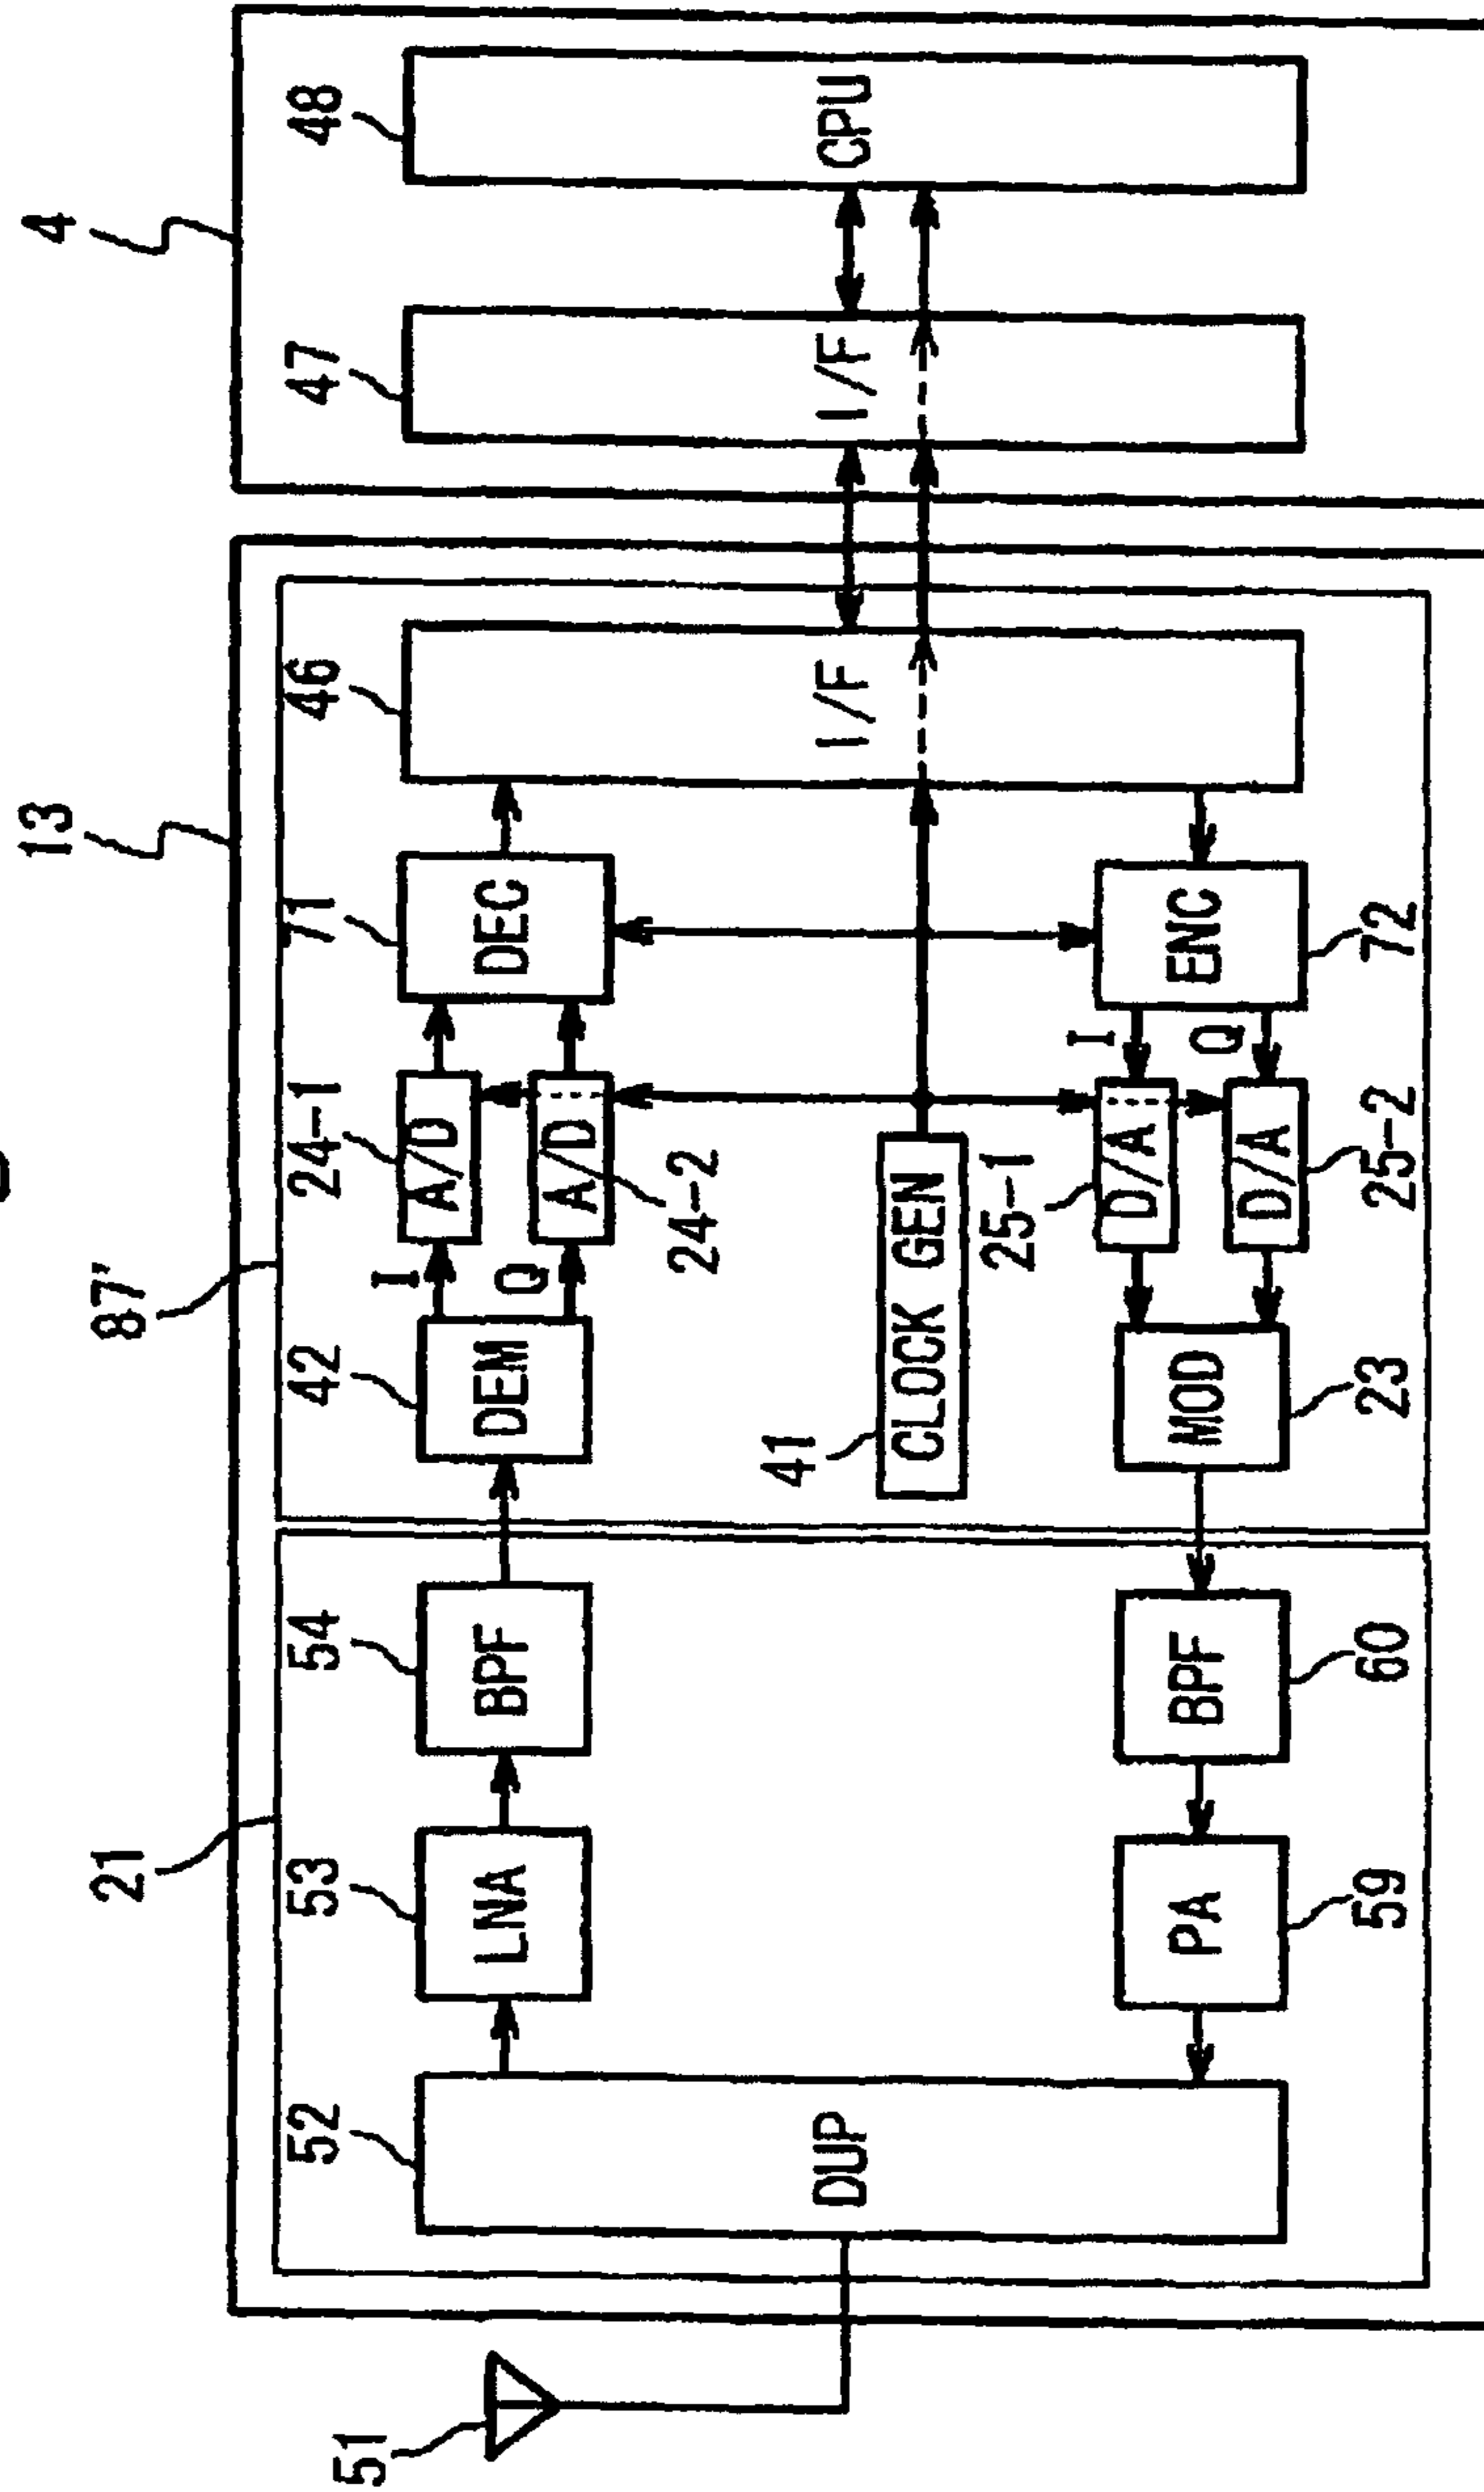 13
4
87'
21
51
52
53
54
42
24-1
71
46
47
48
DUP
LNA
BPF
DEM
I
Q
A/D
A/D
24-2
DEC
I/F
I/F
CPU
41
CLOCK GEN
25-1
I
Q
PA
BPF
MOD
D/A
D/A
ENC
59
60
23
25-2
72